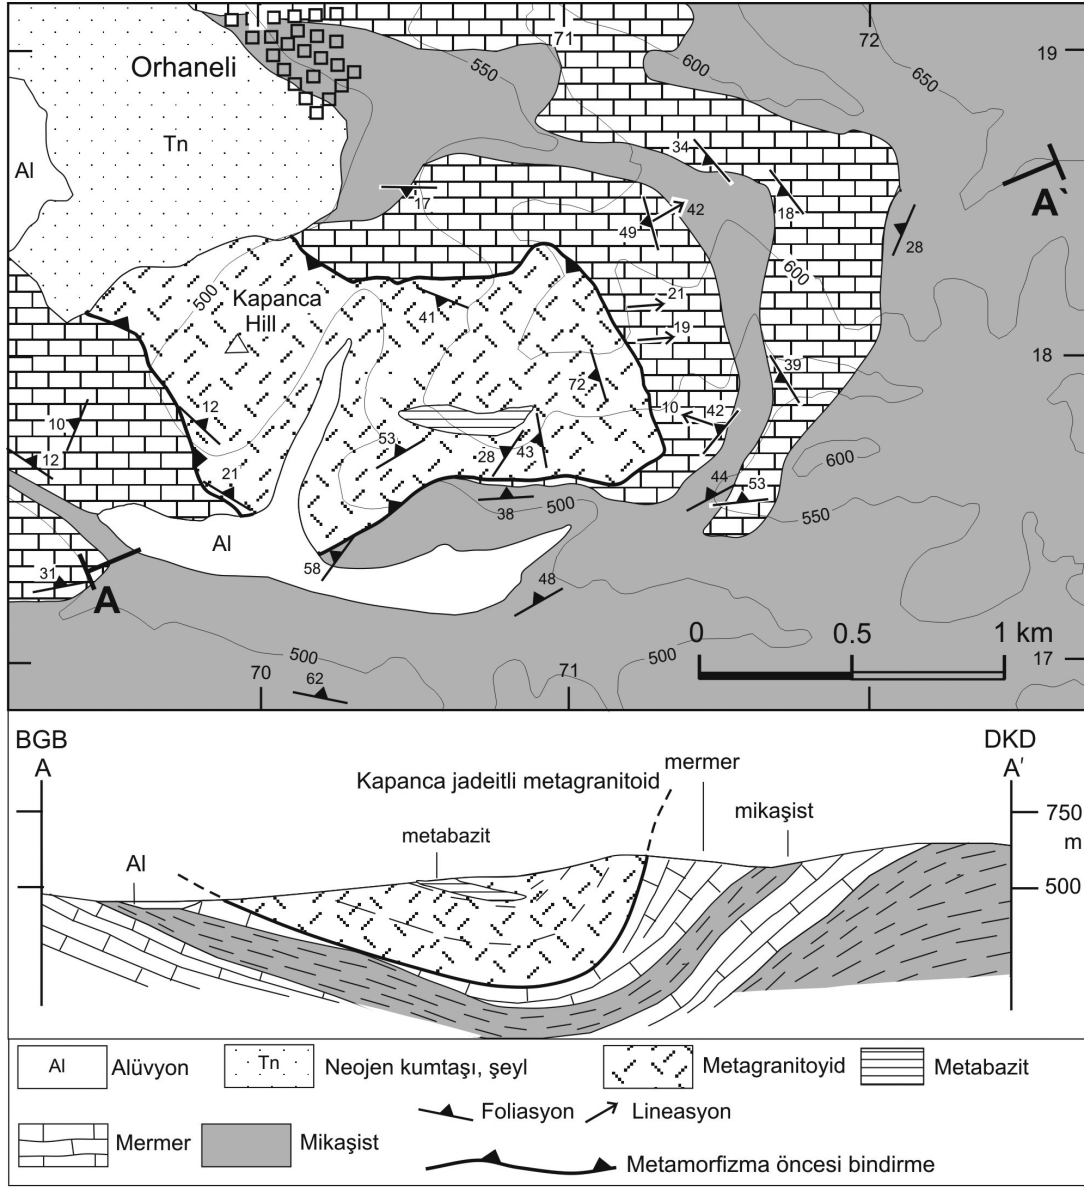 71
72
19
600
650
550
Orhaneli
Tn
Al
34
A`
17
42
18
49
28
600
500
Kapanca
Hill
21
41
19
18
39
72
12
10
10
42
53
28
43
12
600
21
44
53
38
500
550
Al
58
31
A
48
0
0.5
1 km
500
500
17
70
71
62
BGB
A
DKD
A'
mermer
Kapanca jadeitli metagranitoid
mikaşist
750
metabazit
m
Al
500
Al
Alüvyon
Tn
Neojen kumtaşı, şeyl
Metagranitoyid
Metabazit
Foliasyon
Lineasyon
Mermer
Mikaşist
Metamorfizma öncesi bindirme